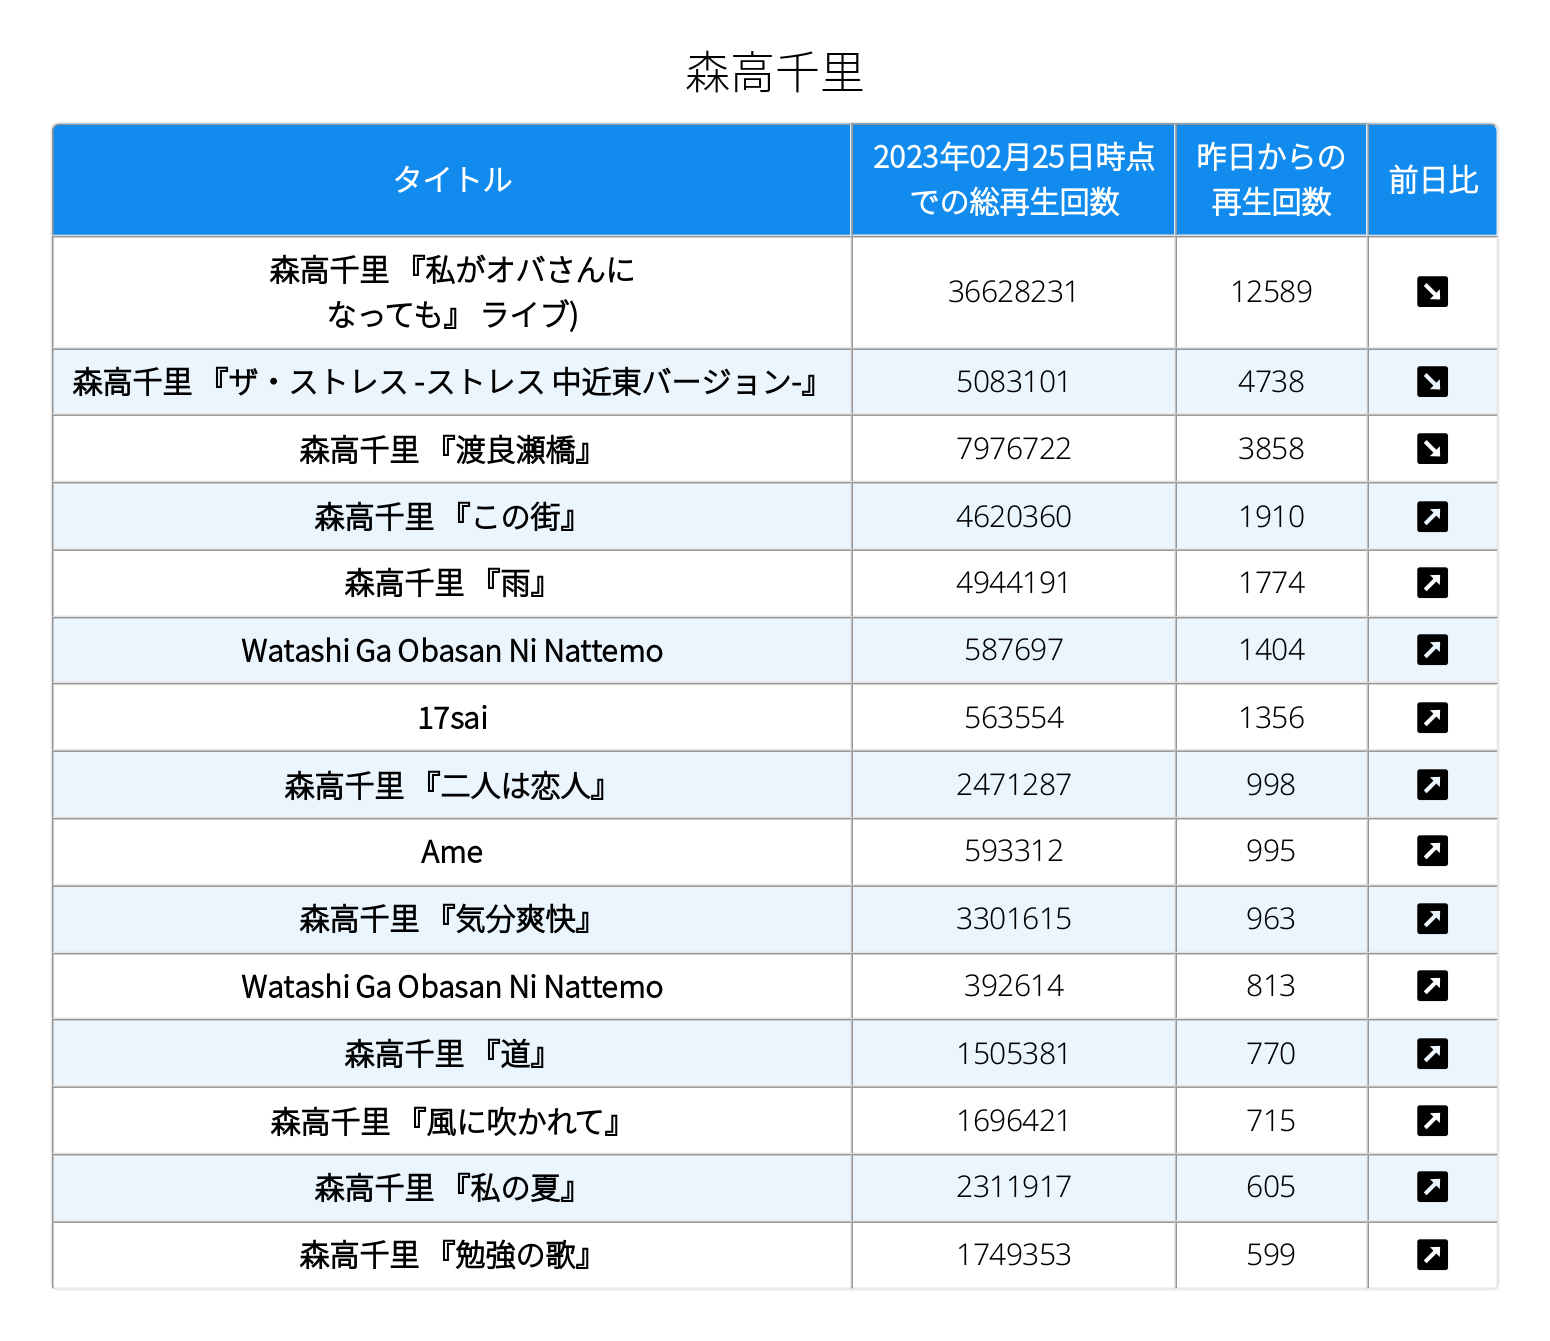 森高千里
タイトル
2023年02月25日時点
での総再生回数
昨日からの
再生回数
前日比
森高千里 『私がオバさんに
なっても』 ライブ)
36628231
12589
森高千里 『ザ・ストレス -ストレス 中近東バージョン-』
5083101
4738
森高千里 『渡良瀬橋』
7976722
3858
森高千里 『この街』
4620360
1910
森高千里 『雨』
4944191
1774
Watashi Ga Obasan Ni Nattemo
587697
1404
17sai
563554
1356
森高千里 『二人は恋人』
2471287
998
Ame
593312
995
森高千里 『気分爽快』
3301615
963
Watashi Ga Obasan Ni Nattemo
392614
813
森高千里 『道』
1505381
770
森高千里 『風に吹かれて』
1696421
715
森高千里 『私の夏』
2311917
605
森高千里 『勉強の歌』
1749353
599